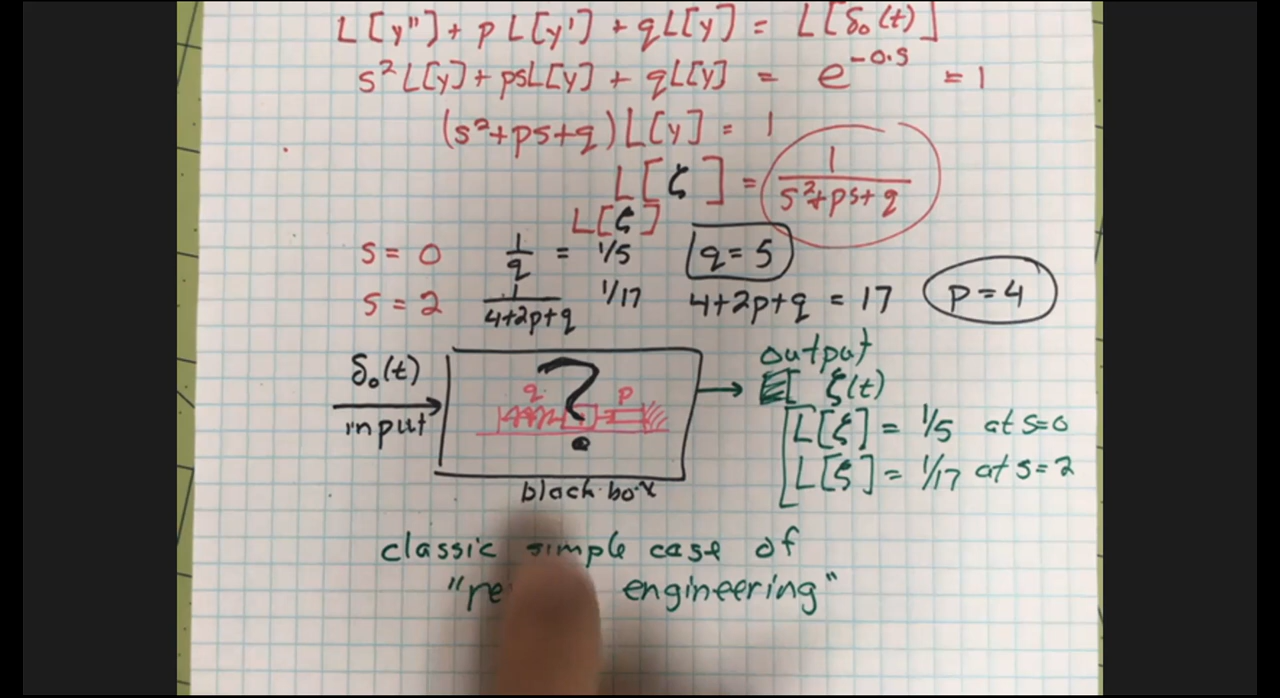 L[y"] + p L[y'] + qL[y] = L[δ₀(t)]
s²L[y] + psL[y] + qL[y] = e^{-0.s} = 1
(s²+ps+q) L[y] = 1
L[ζ] = 1/(s²+ps+q)
L[ζ]
s = 0 1/q = 1/5 q = 5
s = 2 1/(4+2p+q) 1/17 4+2p+q = 17 p = 4
output
δ₀(t) ? ζ(t)
q p
input L[ζ] = 1/5 at s=0
L[ζ] = 1/17 at s=2
black box
classic simple case of
"re engineering"